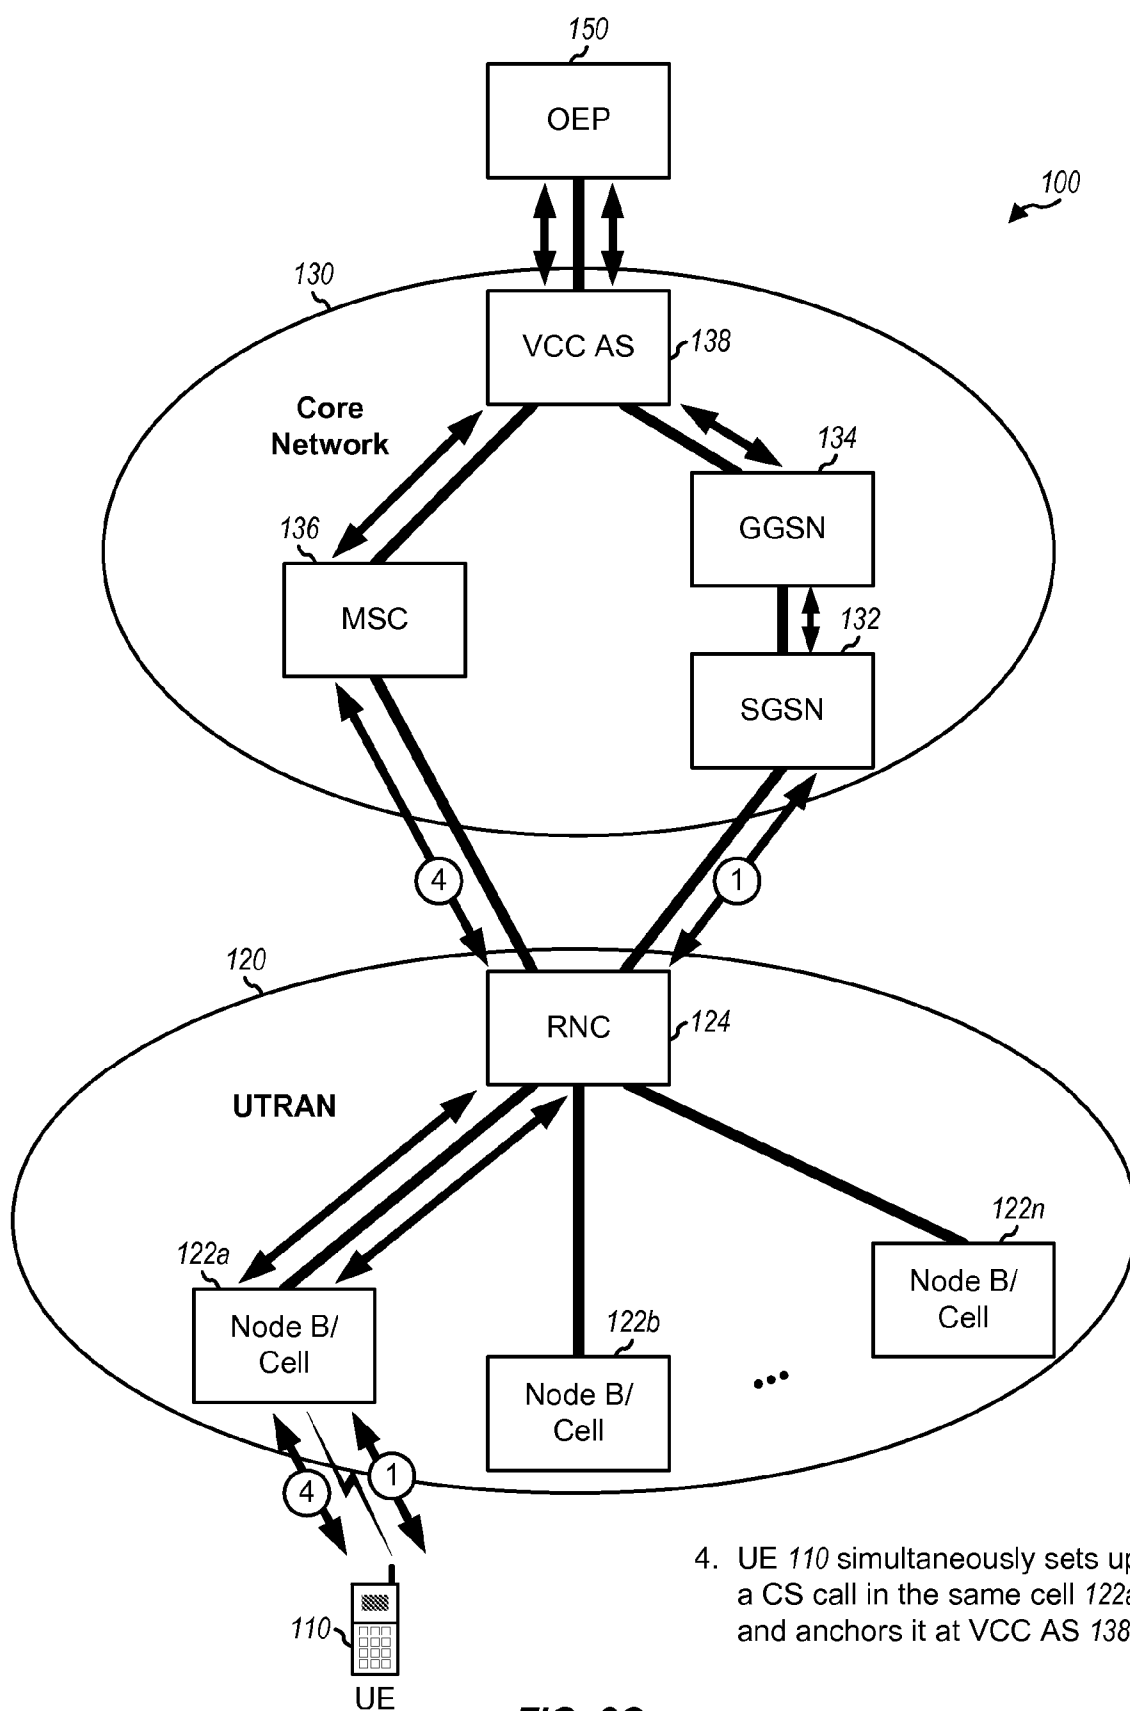 150
OEP
100
130
VCC AS
138
Core
Network
134
GGSN
136
MSC
132
SGSN
4
1
120
RNC
124
UTRAN
122a
Node B/
Cell
122n
Node B/
Cell
122b
Node B/
Cell
...
4
1
4. UE 110 simultaneously sets up
a CS call in the same cell 122a
and anchors it at VCC AS 138
110
UE